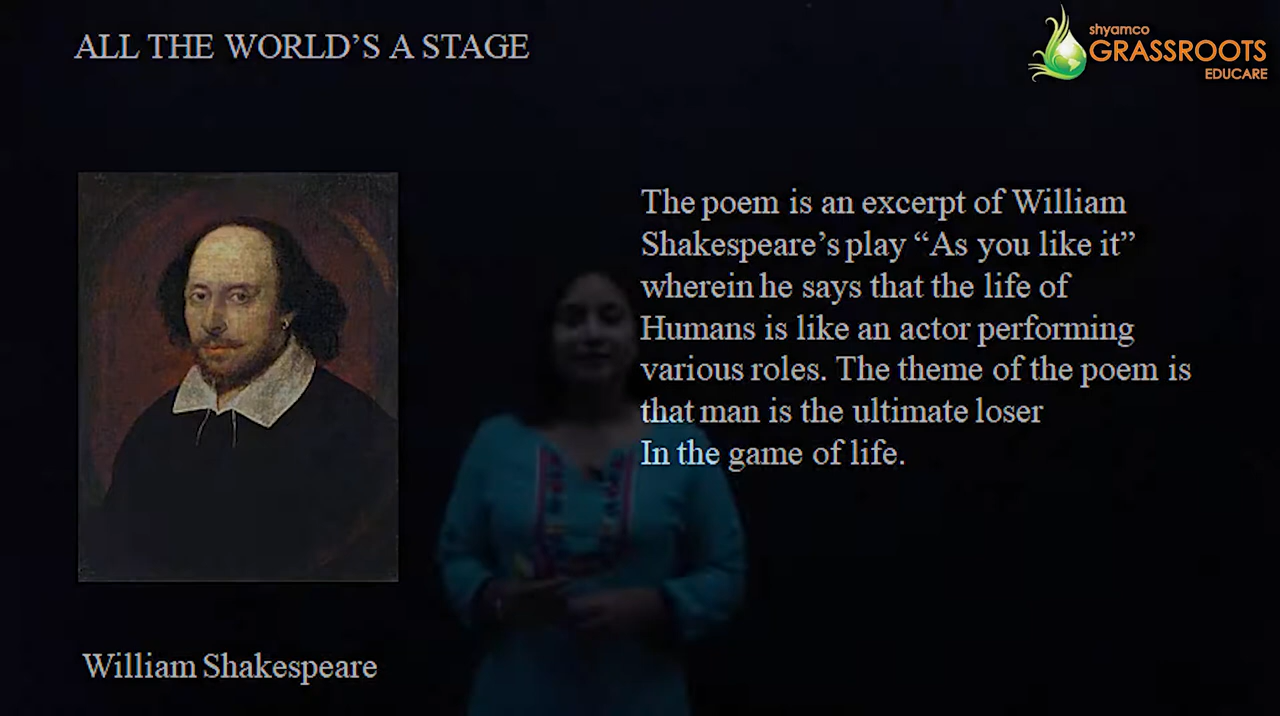 ALL THE WORLD’S A STAGE
shyamco
GRASSROOTS
EDUCARE
The poem is an excerpt of William
Shakespeare’s play “As you like it”
wherein he says that the life of
Humans is like an actor performing
various roles. The theme of the poem is
that man is the ultimate loser
In the game of life.
William Shakespeare